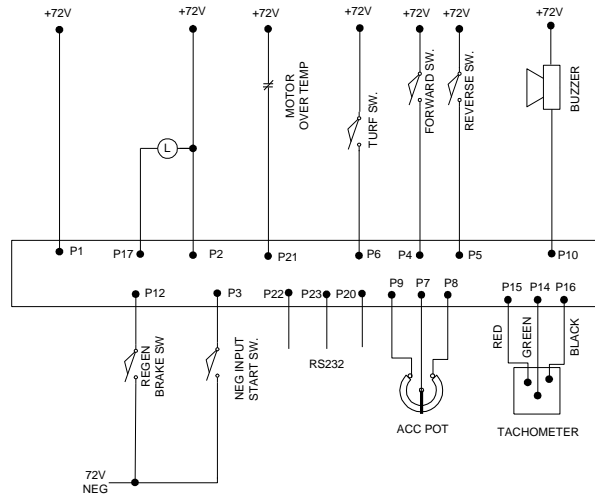 +72V
+72V
+72V
+72V
+72V
+72V
+72V
MOTOR
OVER TEMP
TURF SW.
FORWARD SW.
REVERSE SW.
BUZZER
L
P1
P17
P2
P21
P6
P4
P5
P10
P12
P3
P22
P23
P20
P9
P7
P8
P15
P14
P16
REGEN
BRAKE SW
NEG INPUT
START SW.
RS232
RED
GREEN
BLACK
ACC POT
TACHOMETER
72V
NEG